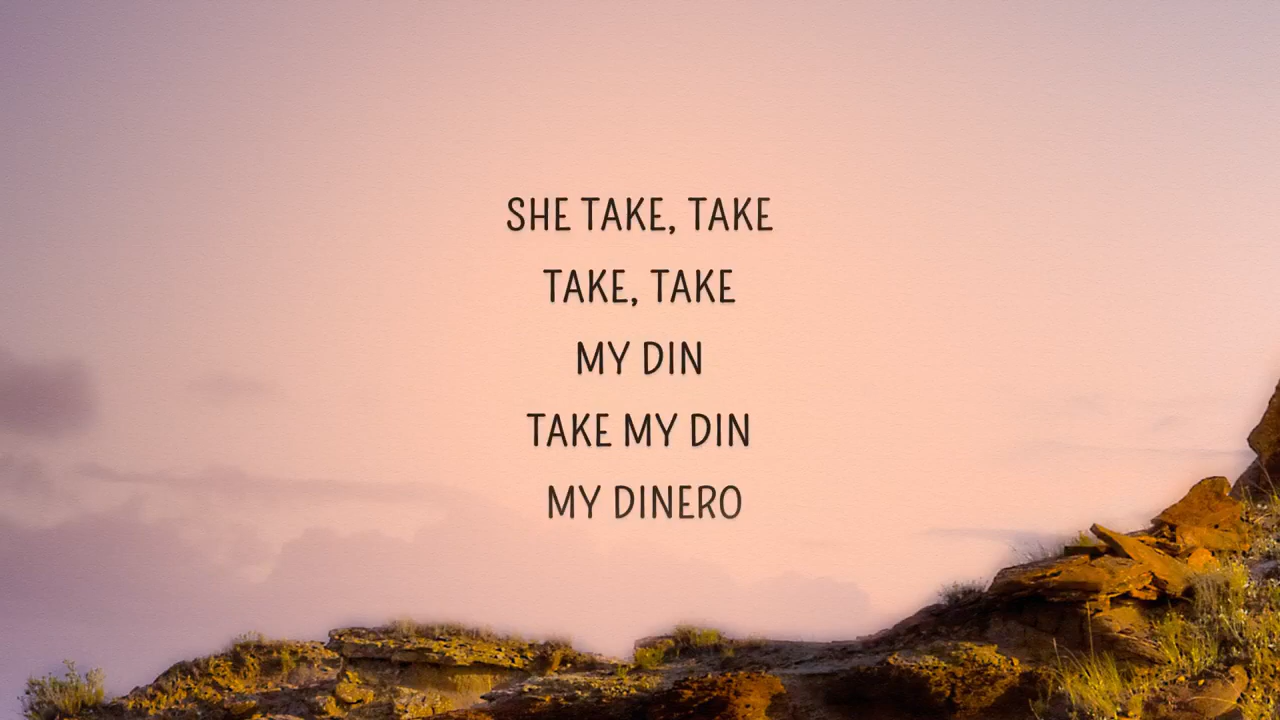 SHE TAKE, TAKE
TAKE, TAKE
MY DIN
TAKE MY DIN
MY DINERO